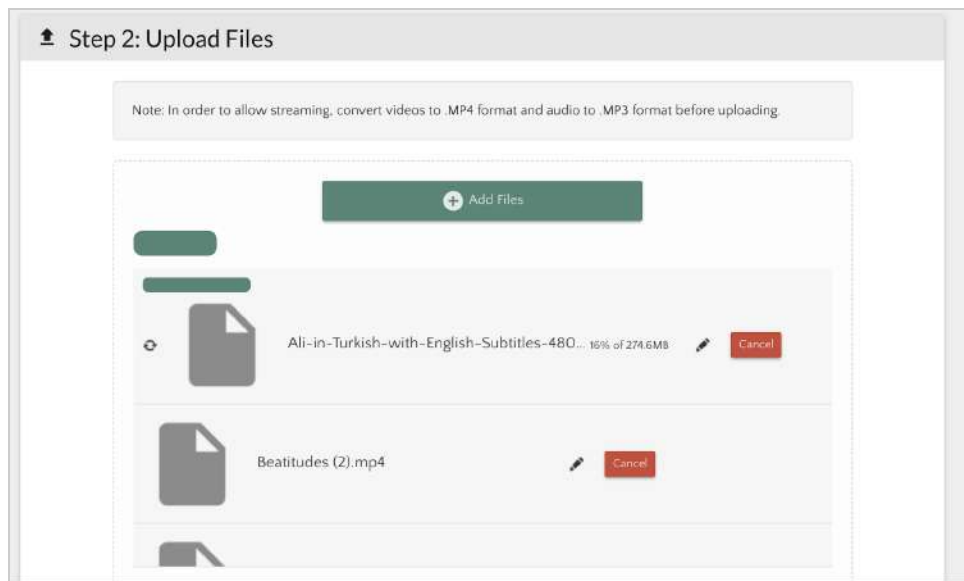 Step 2: Upload Files
Note: In order to allow streaming, convert videos to .MP4 format and audio to .MP3 format before uploading.
Add Files
Ali-in-Turkish-with-English-Subtitles-480... 16% of 274.6MB Cancel
Beatitudes (2).mp4 Cancel